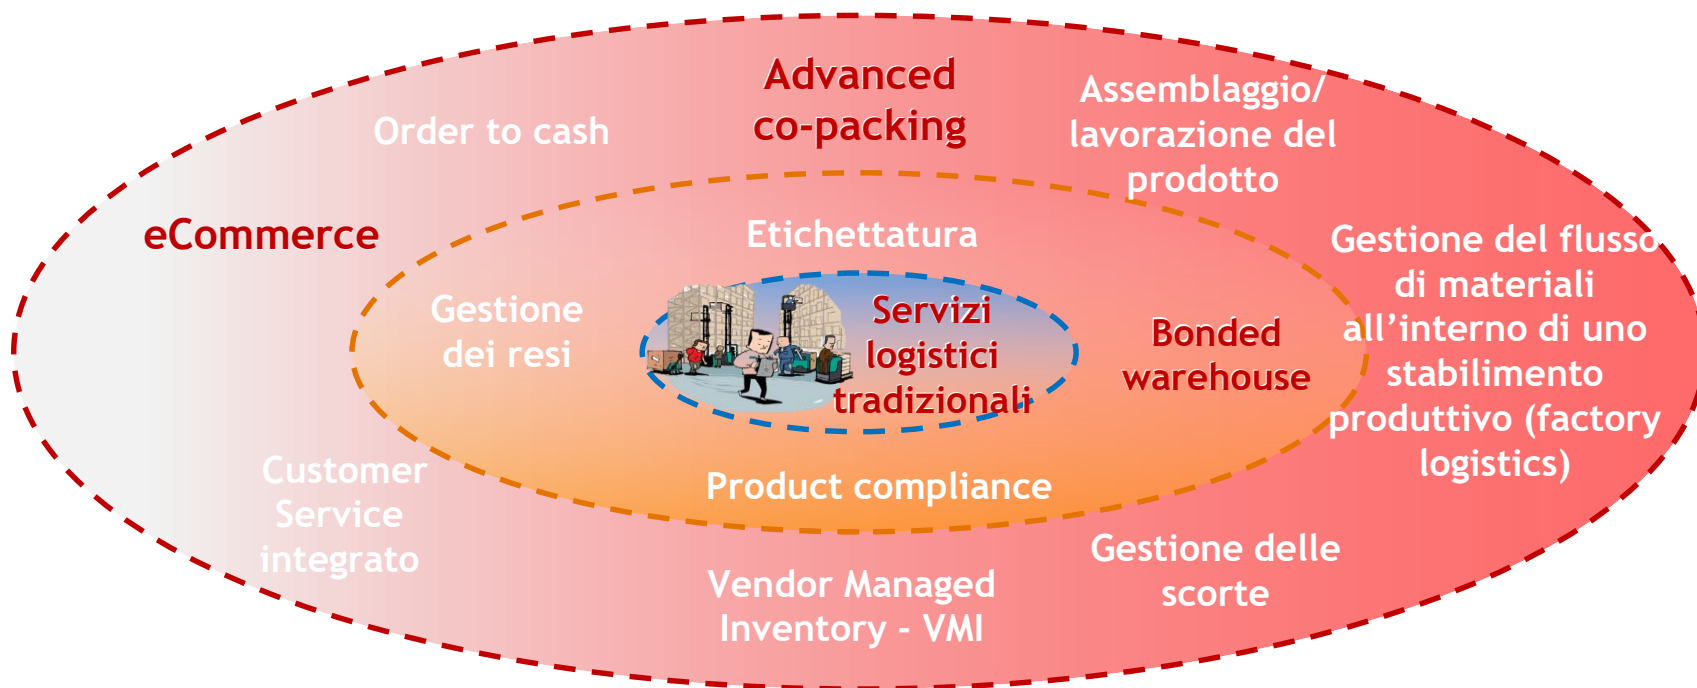 Advanced
co-packing
Order to cash
Assemblaggio/
lavorazione del
prodotto
eCommerce
Etichettatura
Gestione del flusso
di materiali
all’interno di uno
stabilimento
produttivo (factory
logistics)
Gestione
dei resi
Servizi
logistici
tradizionali
Bonded
warehouse
Customer
Service
integrato
Product compliance
Gestione delle
scorte
Vendor Managed
Inventory - VMI